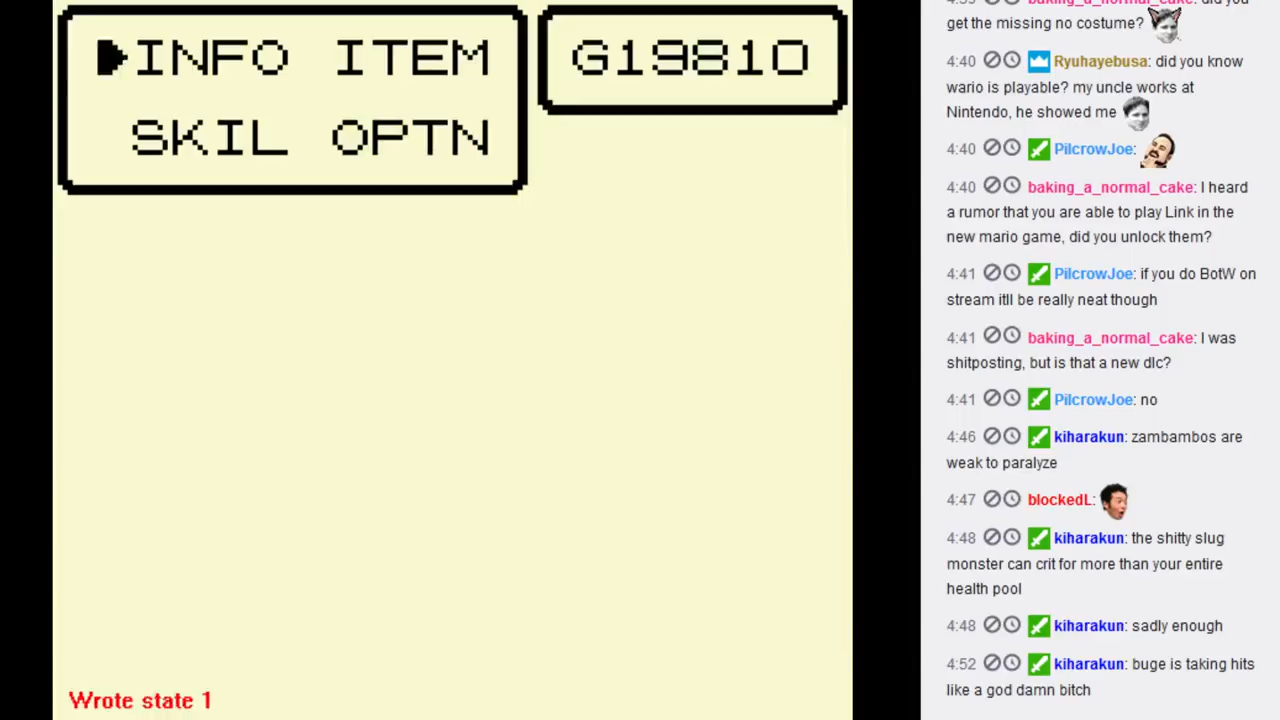 INFO ITEM
SKIL OPTN
G19810
Wrote state 1
get the missing no costume?
4:40 Ryuhayebusa: did you know
wario is playable? my uncle works at
Nintendo, he showed me
4:40 PilcrowJoe:
4:40 baking_a_normal_cake: I heard
a rumor that you are able to play Link in the
new mario game, did you unlock them?
4:41 PilcrowJoe: if you do BotW on
stream itll be really neat though
4:41 baking_a_normal_cake: I was
shitposting, but is that a new dlc?
4:41 PilcrowJoe: no
4:46 kiharakun: zambambos are
weak to paralyze
4:47 blockedL:
4:48 kiharakun: the shitty slug
monster can crit for more than your entire
health pool
4:48 kiharakun: sadly enough
4:52 kiharakun: buge is taking hits
like a god damn bitch